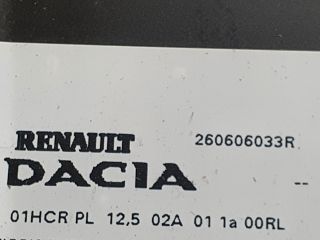 RENAULT 260606033R
DACIA --
01HCR PL 12,5 02A 01 1a 00RL